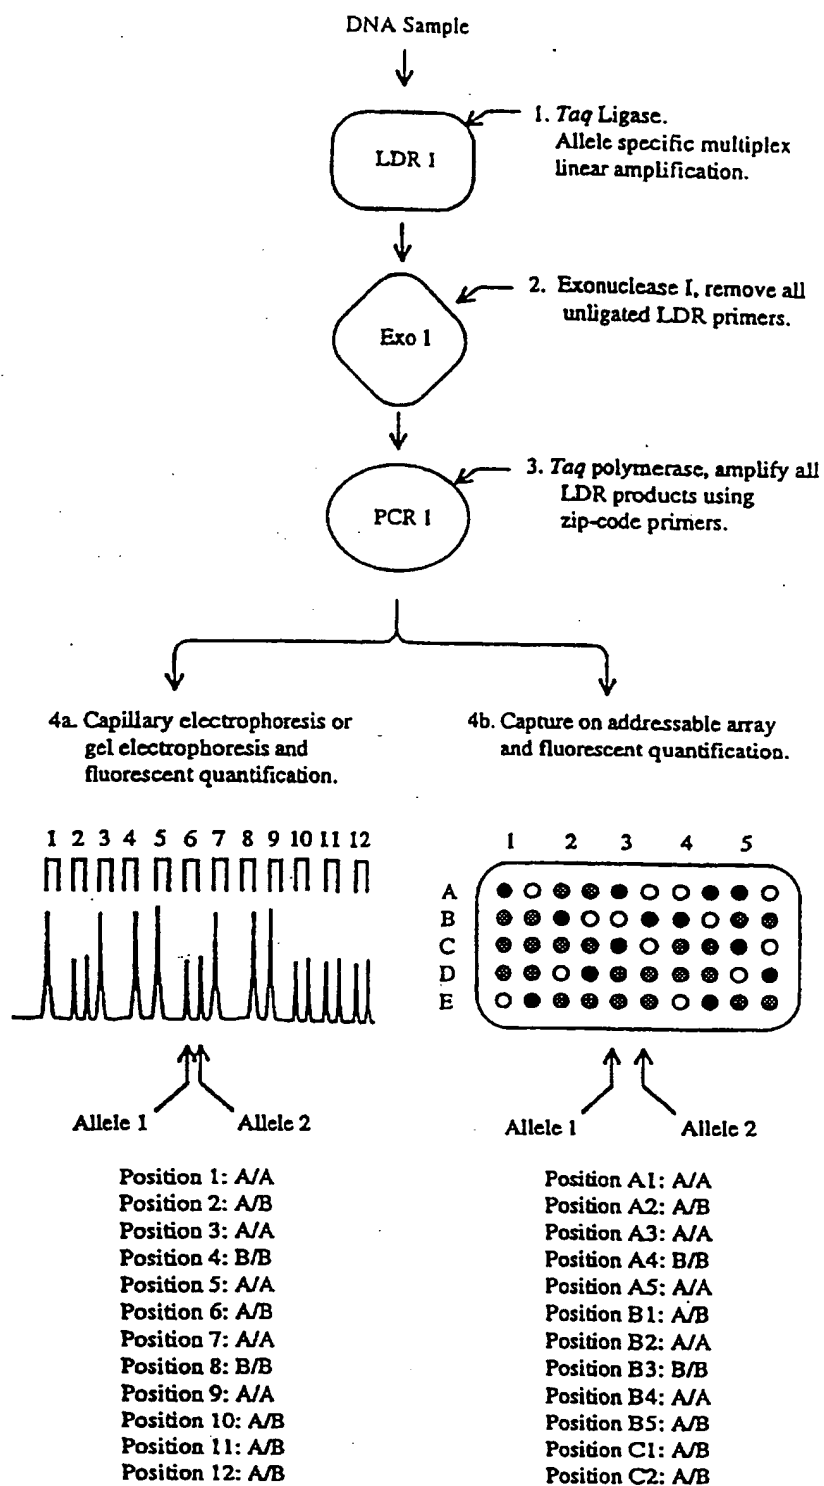 DNA Sample
1. Taq Ligase.
Allele specific multiplex
linear amplification.
LDR 1
2. Exonuclease I, remove all
unligated LDR primers.
Exo 1
3. Taq polymerase, amplify all
LDR products using
zip-code primers.
PCR 1
4a. Capillary electrophoresis or
gel electrophoresis and
fluorescent quantification.
4b. Capture on addressable array
and fluorescent quantification.
1 2 3 4 5 6 7 8 9 10 11 12
1 2 3 4 5
A
B
C
D
E
Allele 1 Allele 2
Allele 1 Allele 2
Position 1: A/A
Position 2: A/B
Position 3: A/A
Position 4: B/B
Position 5: A/A
Position 6: A/B
Position 7: A/A
Position 8: B/B
Position 9: A/A
Position 10: A/B
Position 11: A/B
Position 12: A/B
Position A1: A/A
Position A2: A/B
Position A3: A/A
Position A4: B/B
Position A5: A/A
Position B1: A/B
Position B2: A/A
Position B3: B/B
Position B4: A/A
Position B5: A/B
Position C1: A/B
Position C2: A/B